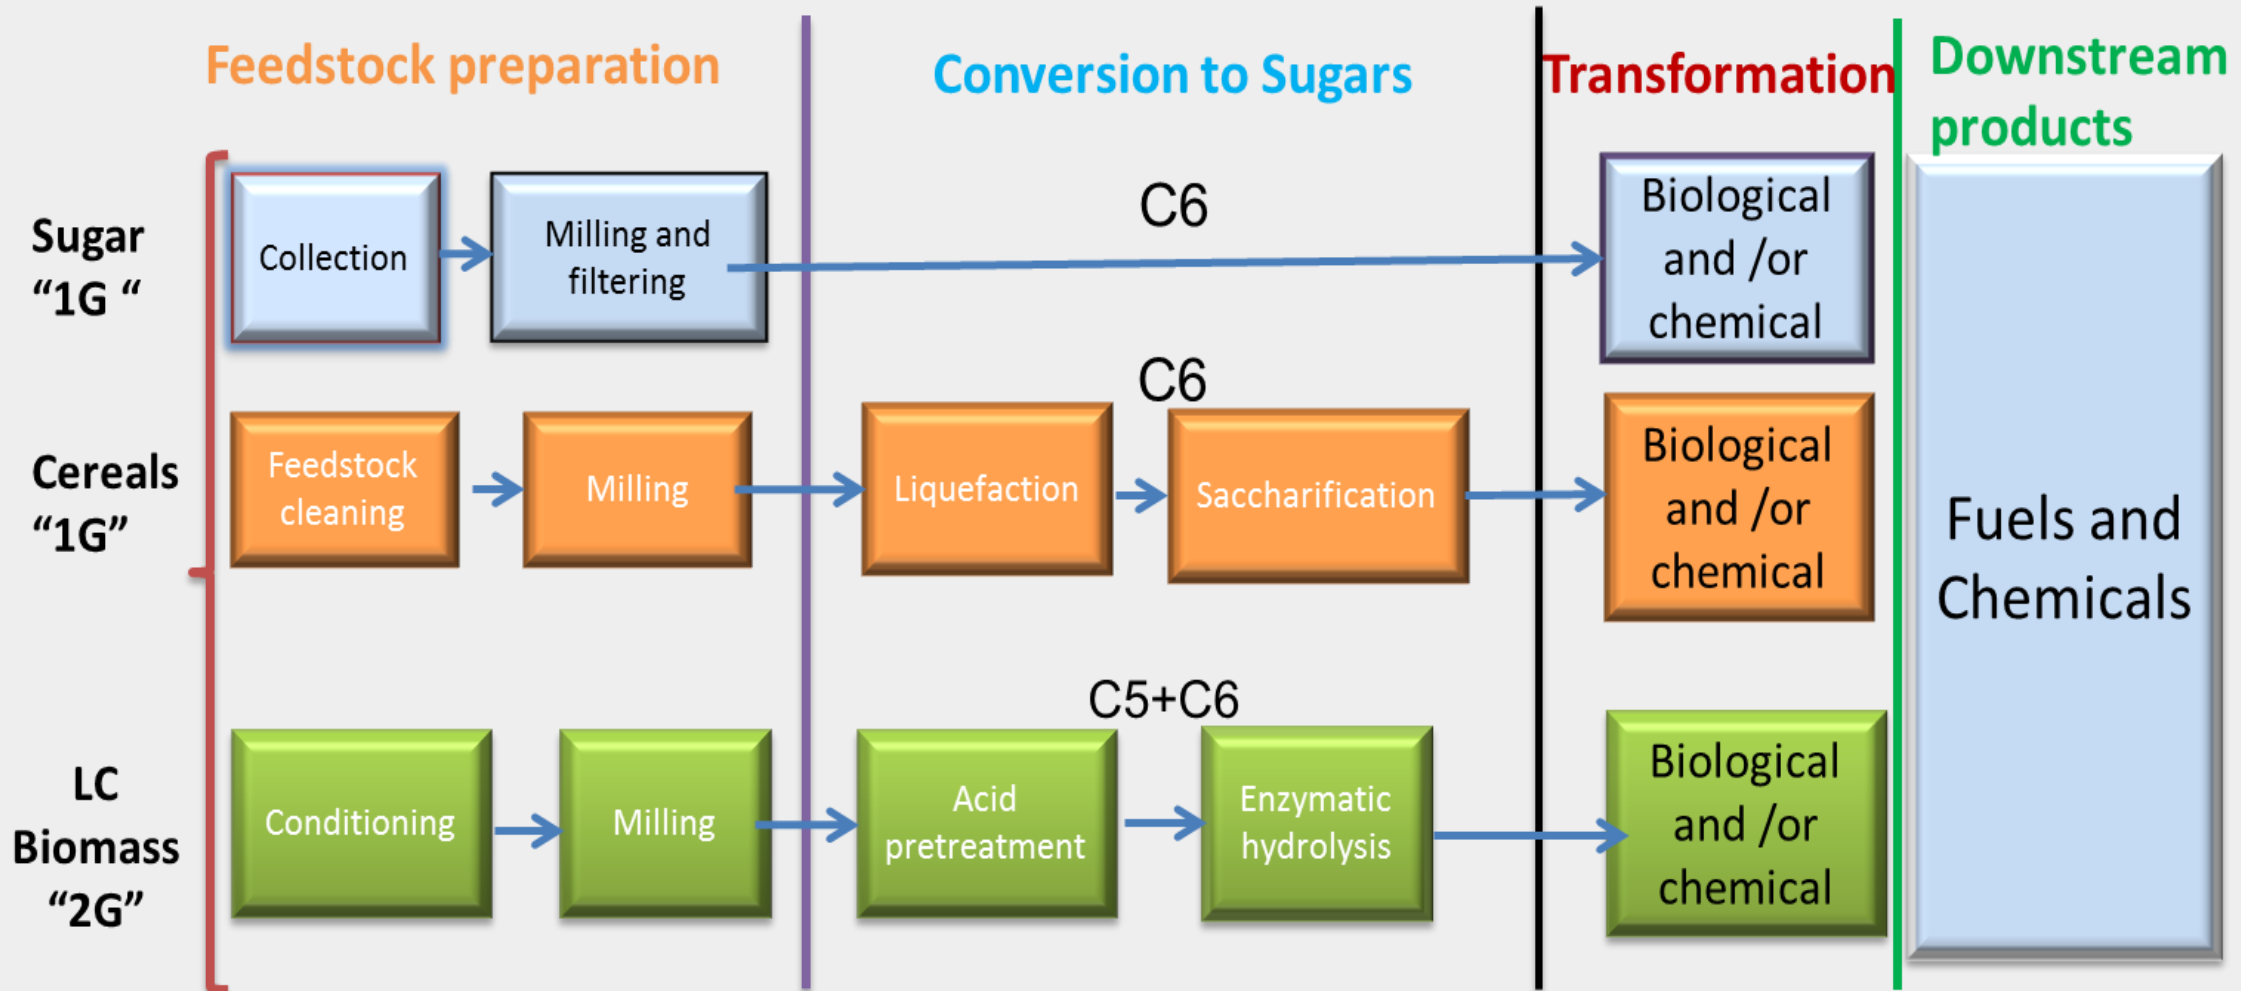 Feedstock preparation
Conversion to Sugars
Transformation
Downstream
products
Sugar
“1G “
Collection
Milling and
filtering
C6
Biological
and /or
chemical
Cereals
“1G”
Feedstock
cleaning
Milling
C6
Liquefaction
Saccharification
Biological
and /or
chemical
LC
Biomass
“2G”
Conditioning
Milling
C5+C6
Acid
pretreatment
Enzymatic
hydrolysis
Biological
and /or
chemical
Fuels and
Chemicals